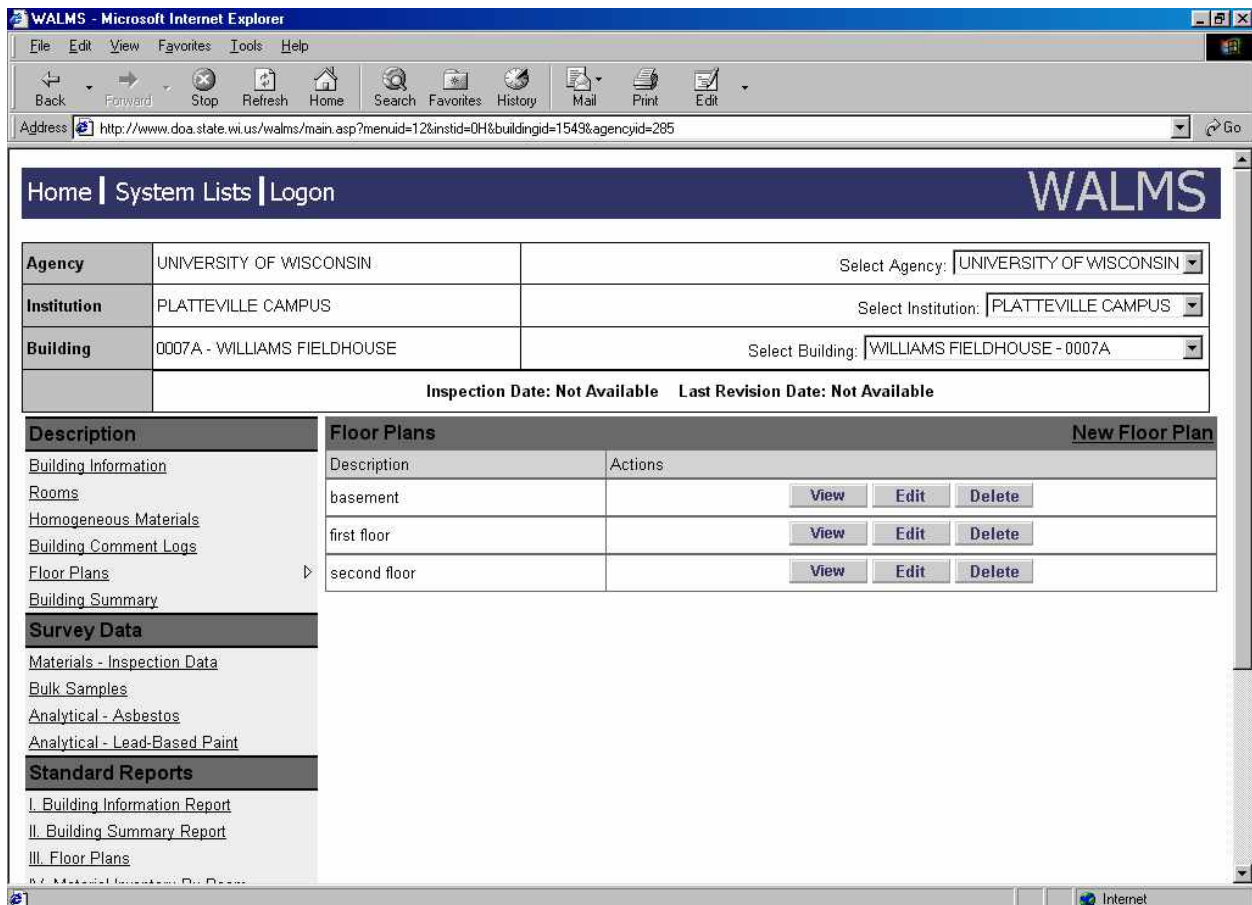 WALMS - Microsoft Internet Explorer
File Edit View Favorites Tools Help
Back Forward Stop Refresh Home Search Favorites History Mail Print Edit
Address http://www.doa.state.wi.us/walms/main.asp?menuid=12&instid=0H&buildingid=1549&agencyid=285 Go
Home System Lists Logon WALMS
Agency UNIVERSITY OF WISCONSIN Select Agency: UNIVERSITY OF WISCONSIN
Institution PLATTEVILLE CAMPUS Select Institution: PLATTEVILLE CAMPUS
Building 0007A - WILLIAMS FIELDHOUSE Select Building: WILLIAMS FIELDHOUSE - 0007A
Inspection Date: Not Available Last Revision Date: Not Available
Description
Building Information
Rooms
Homogeneous Materials
Building Comment Logs
Floor Plans
Building Summary
Survey Data
Materials - Inspection Data
Bulk Samples
Analytical - Asbestos
Analytical - Lead-Based Paint
Standard Reports
I. Building Information Report
II. Building Summary Report
III. Floor Plans
IV. Material Inventory By Room
Floor Plans New Floor Plan
Description Actions
basement View Edit Delete
first floor View Edit Delete
second floor View Edit Delete
Internet